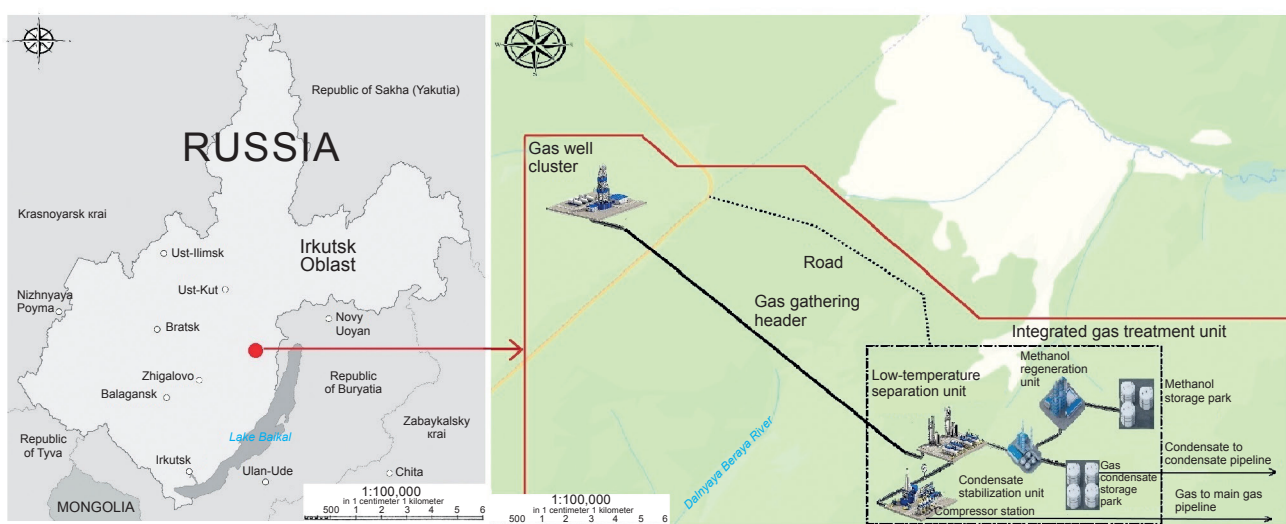 Republic of Sakha (Yakutia)
RUSSIA
Krasnoyarsk krai
Irkutsk
Oblast
Ust-Ilimsk
Ust-Kut
Nizhnyaya
Poyma
Bratsk
Novy
Uoyan
Zhigalovo
Balagansk
Republic
of Buryatia
Zabaykalsky
krai
Republic
of Tyva
Lake Baikal
Irkutsk
Ulan-Ude
Chita
MONGOLIA
1:100,000
in 1 centimeter 1 kilometer
500 1 2 3 4 5 6
N
W E
S
Gas well
cluster
Road
Gas gathering
header
Dalnyaya Beraya River
Integrated gas treatment unit
Low-temperature
separation unit
Methanol
regeneration
unit
Methanol
storage park
Condensate to
condensate pipeline
Gas
condensate
storage
park
Condensate
stabilization unit
Compressor station
Gas to main gas
pipeline
1:100,000
in 1 centimeter 1 kilometer
500 1 2 3 4 5 6